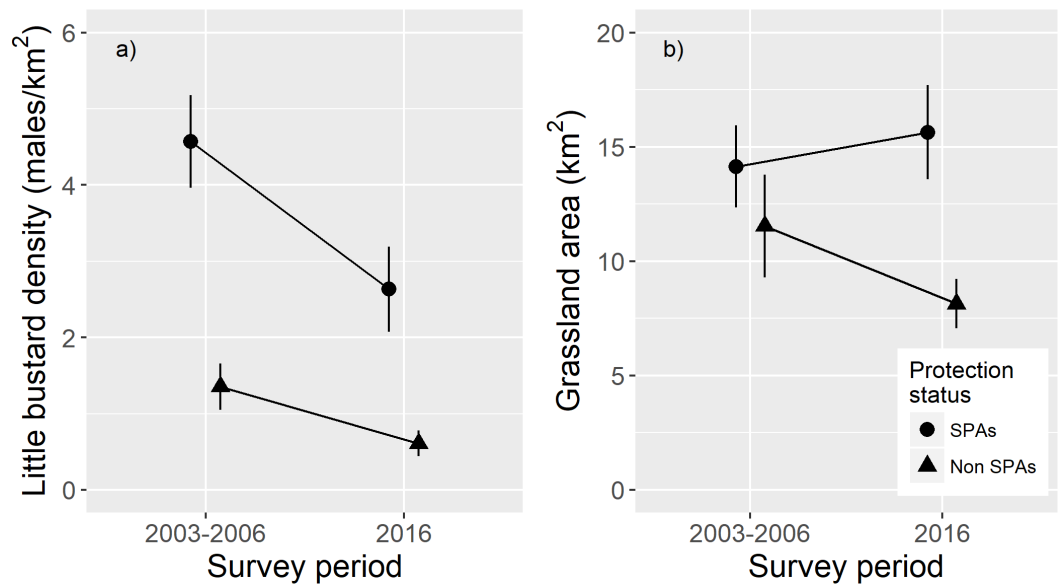 a)
Little bustard density (males/km²)
6
4
2
0
2003-2006
2016
Survey period
b)
Grassland area (km²)
20
15
10
5
0
2003-2006
2016
Survey period
Protection
status
SPAs
Non SPAs